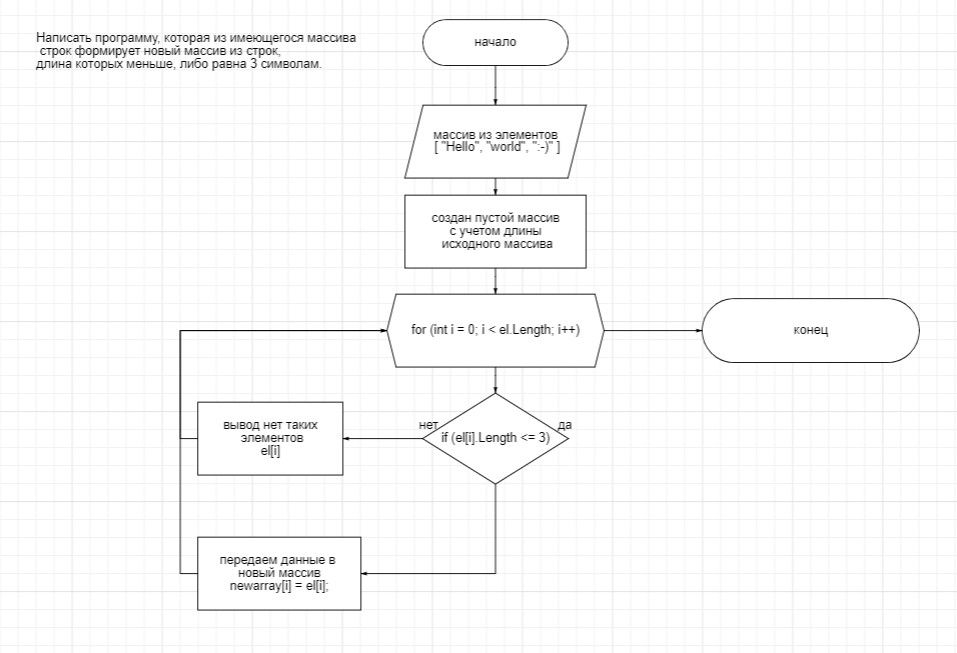 Написать программу, которая из имеющегося массива
строк формирует новый массив из строк,
длина которых меньше, либо равна 3 символам.
начало
массив из элементов
[ "Hello", "world", ":-)" ]
создан пустой массив
с учетом длины
исходного массива
for (int i = 0; i < el.Length; i++)
конец
нет
да
if (el[i].Length <= 3)
вывод нет таких
элементов
el[i]
передаем данные в
новый массив
newarray[i] = el[i];